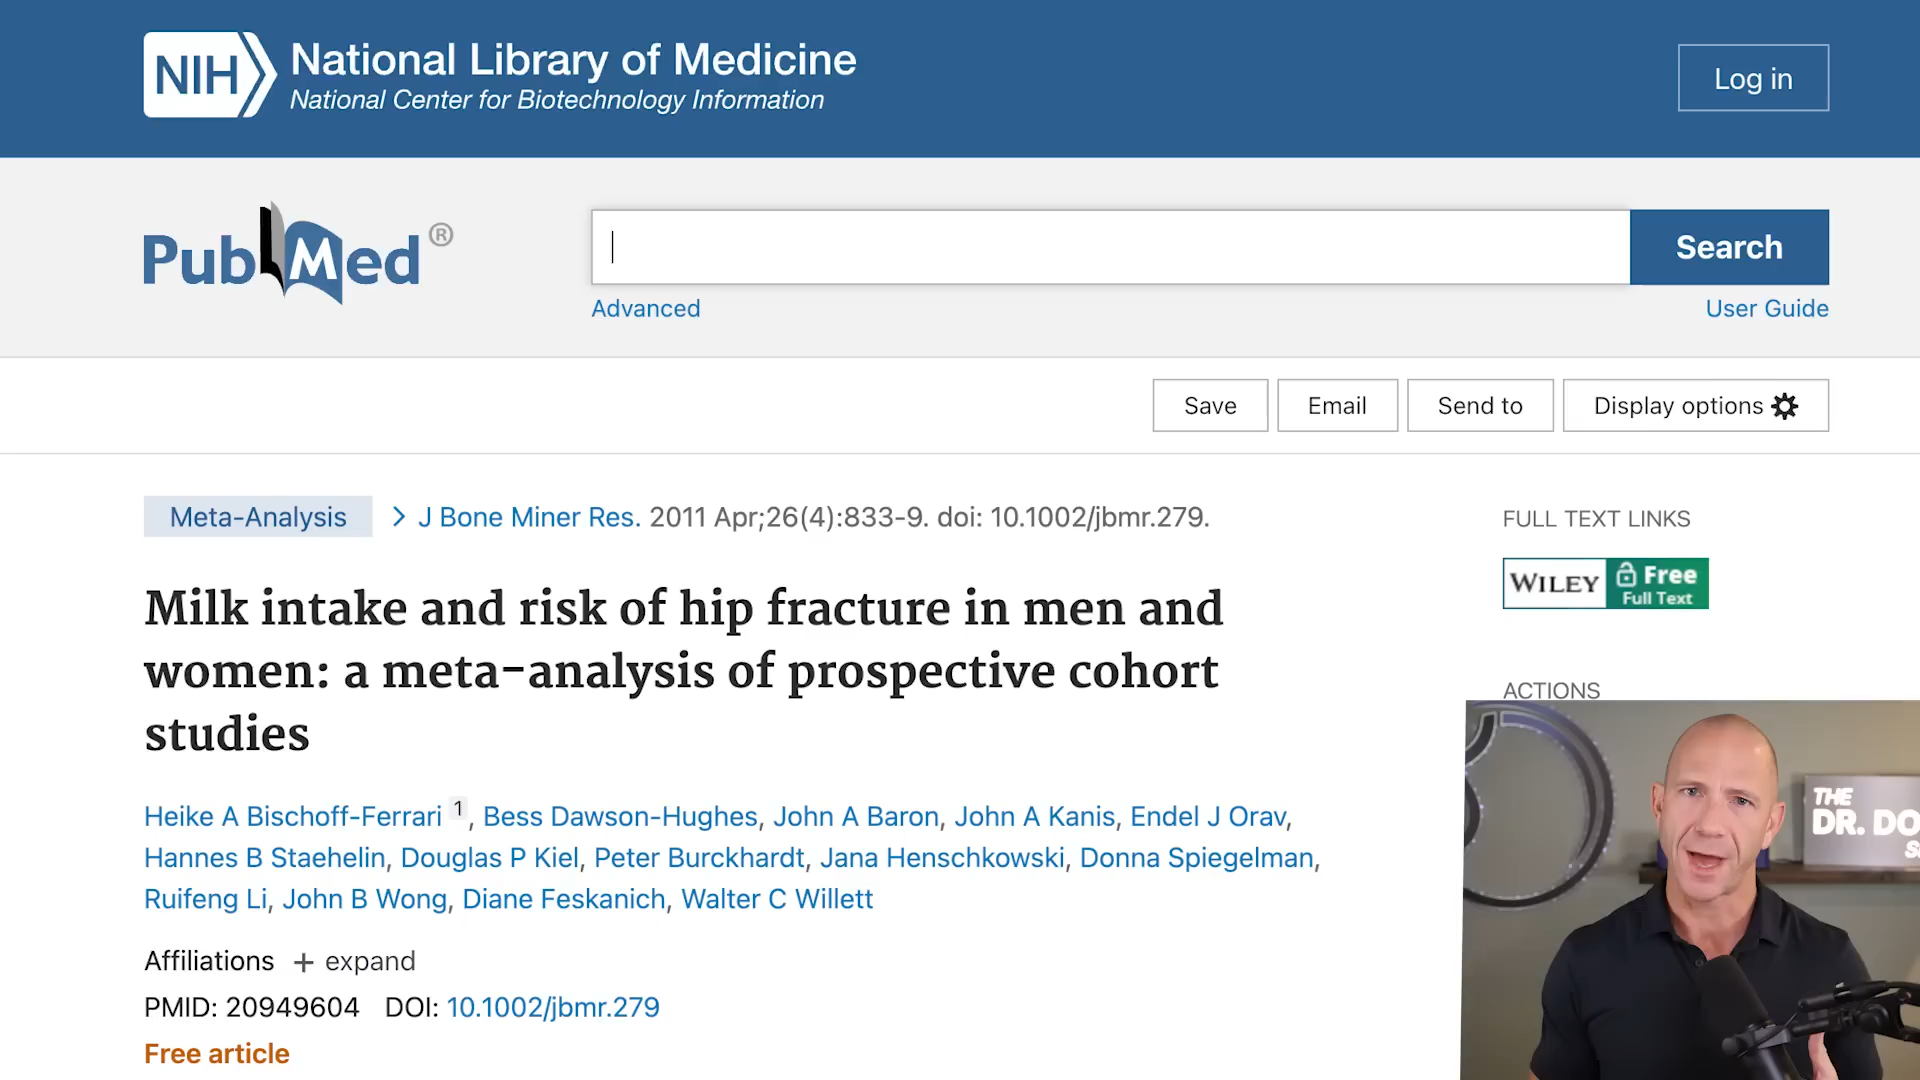 NIH National Library of Medicine
National Center for Biotechnology Information
Log in
PubMed®
Search
Advanced
User Guide
Save
Email
Send to
Display options
Meta-Analysis
J Bone Miner Res. 2011 Apr;26(4):833-9. doi: 10.1002/jbmr.279.
Milk intake and risk of hip fracture in men and
women: a meta-analysis of prospective cohort
studies
Heike A Bischoff-Ferrari 1, Bess Dawson-Hughes, John A Baron, John A Kanis, Endel J Orav,
Hannes B Staehelin, Douglas P Kiel, Peter Burckhardt, Jana Henschkowski, Donna Spiegelman,
Ruifeng Li, John B Wong, Diane Feskanich, Walter C Willett
Affiliations + expand
PMID: 20949604 DOI: 10.1002/jbmr.279
Free article
FULL TEXT LINKS
WILEY Free
Full Text
ACTIONS
THE
DR. DO